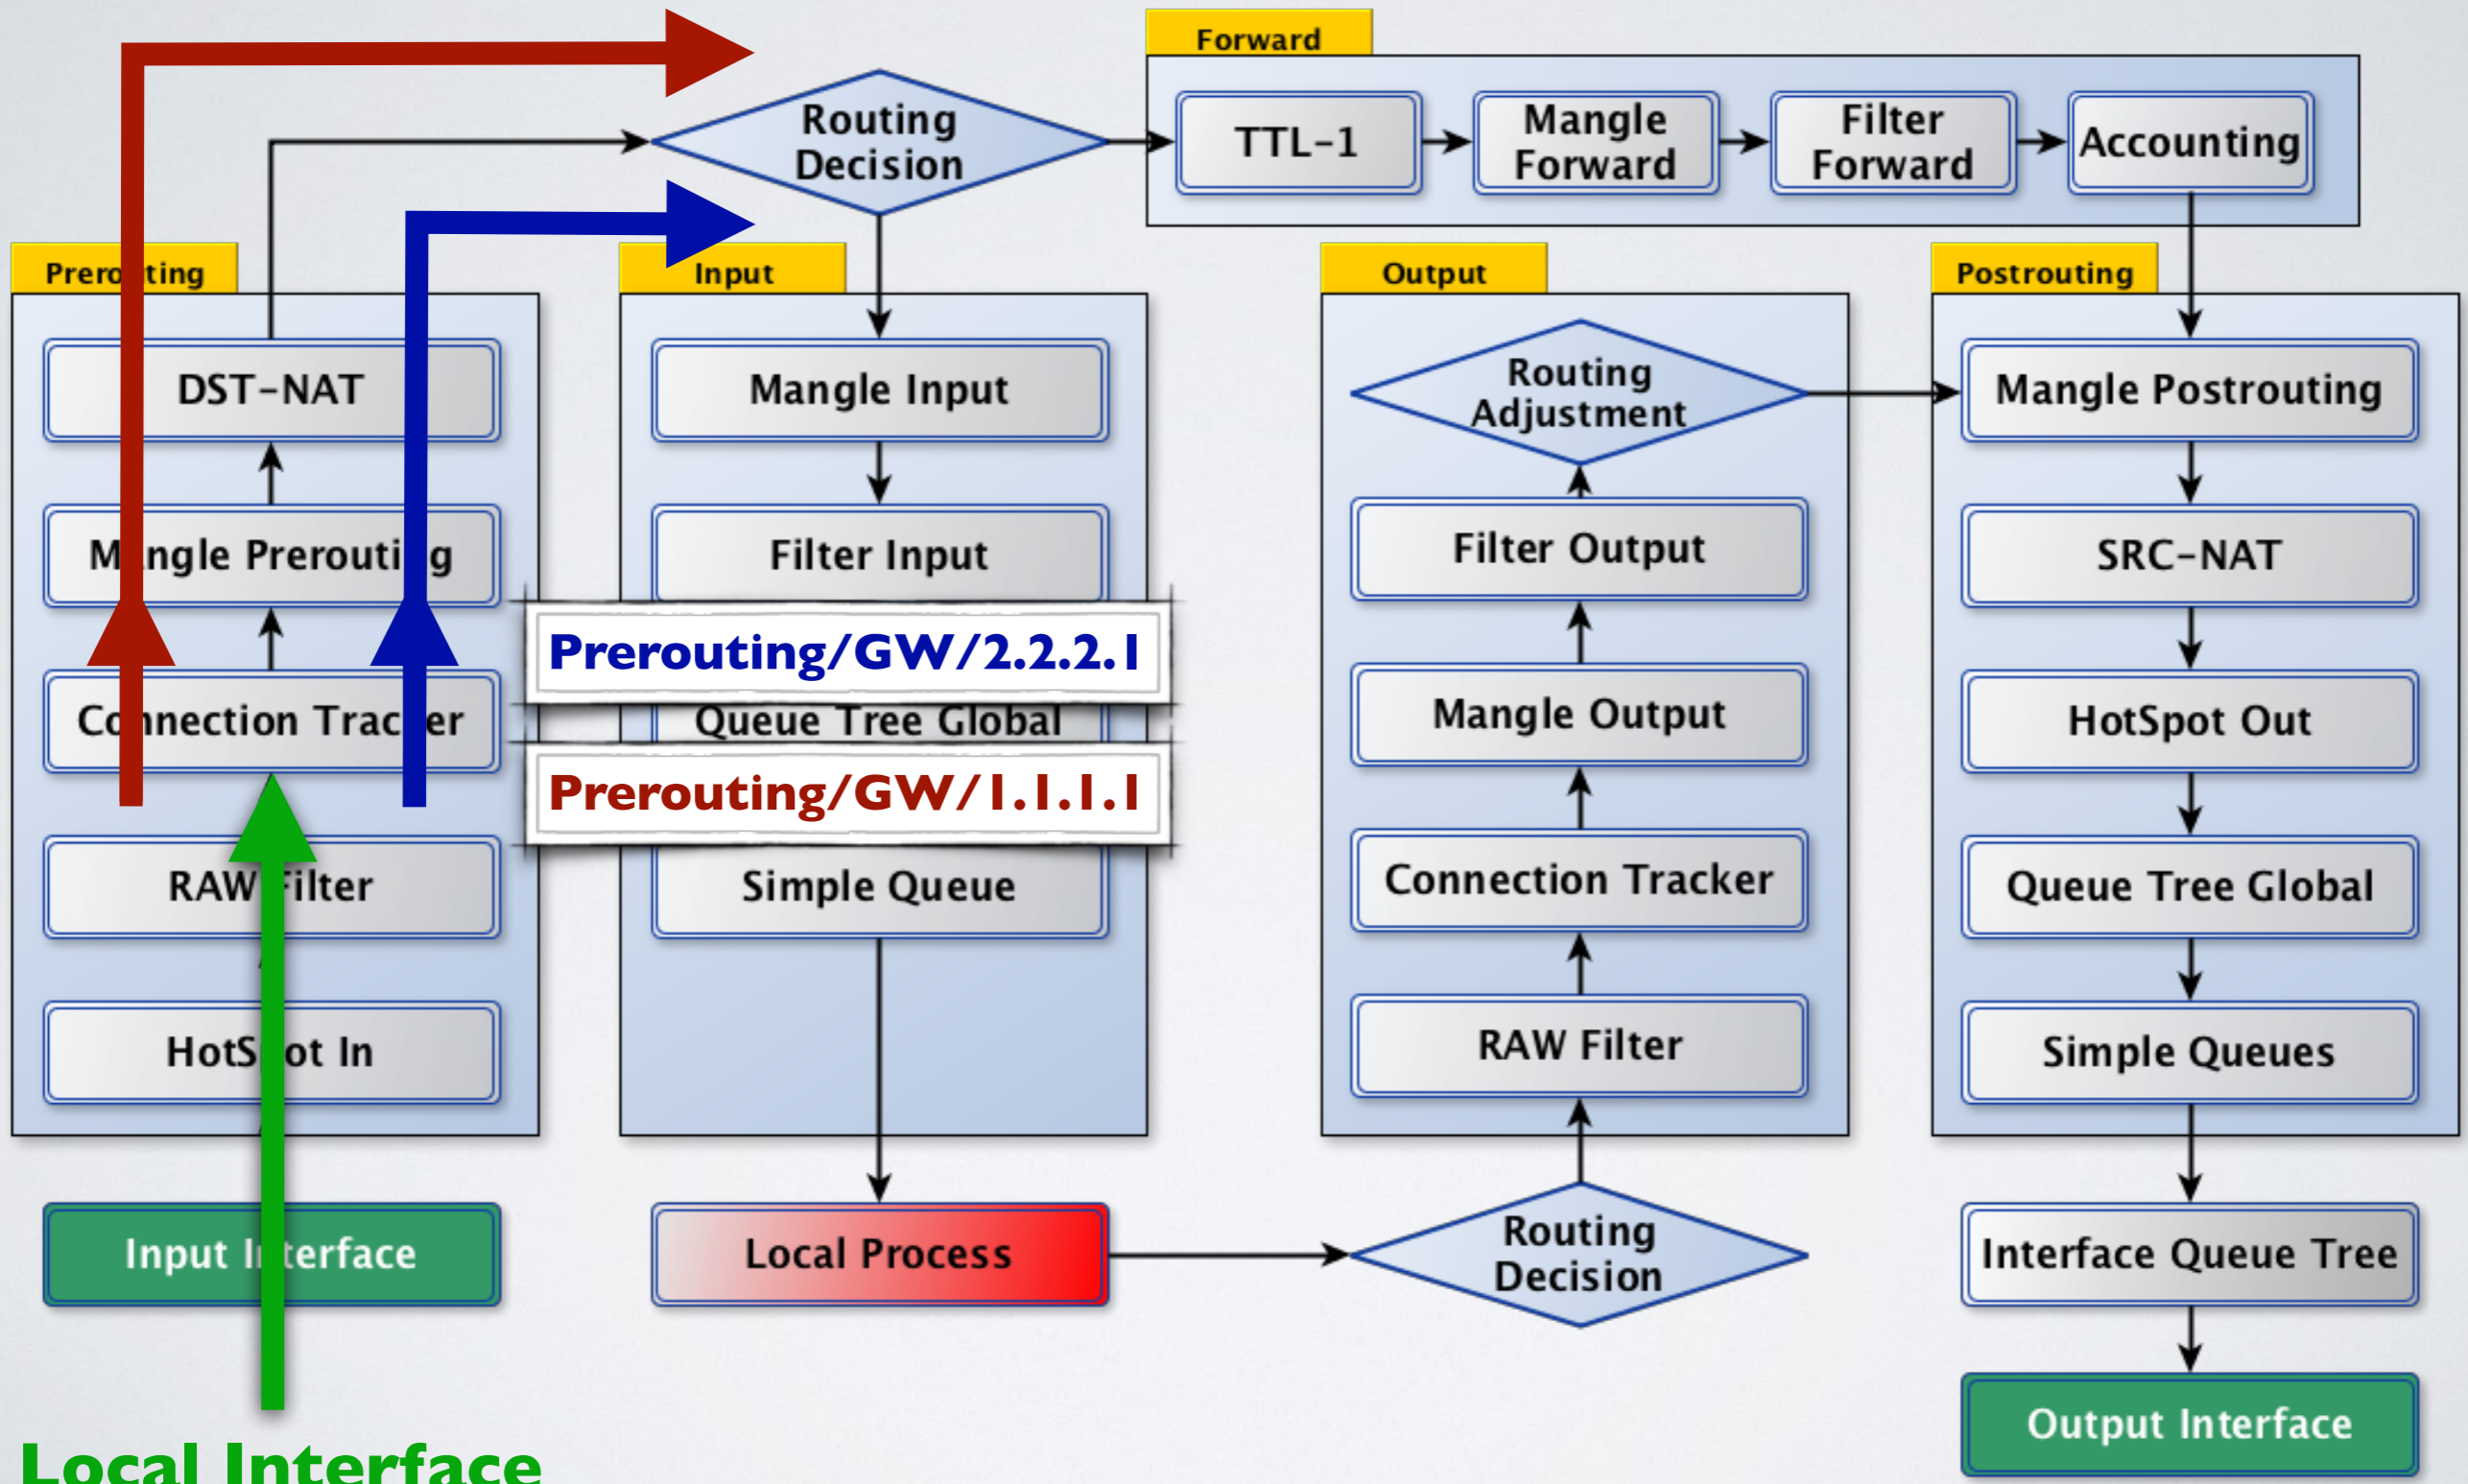 Forward
Routing
Decision
TTL-1
Mangle
Forward
Filter
Forward
Accounting
Prerouting
DST-NAT
Mangle Prerouting
Connection Tracker
RAW Filter
HotSpot In
Input Interface
Local Interface
Input
Mangle Input
Filter Input
Prerouting/GW/2.2.2.1
Queue Tree Global
Prerouting/GW/1.1.1.1
Simple Queue
Local Process
Output
Routing
Adjustment
Filter Output
Mangle Output
Connection Tracker
RAW Filter
Routing
Decision
Postrouting
Mangle Postrouting
SRC-NAT
HotSpot Out
Queue Tree Global
Simple Queues
Interface Queue Tree
Output Interface